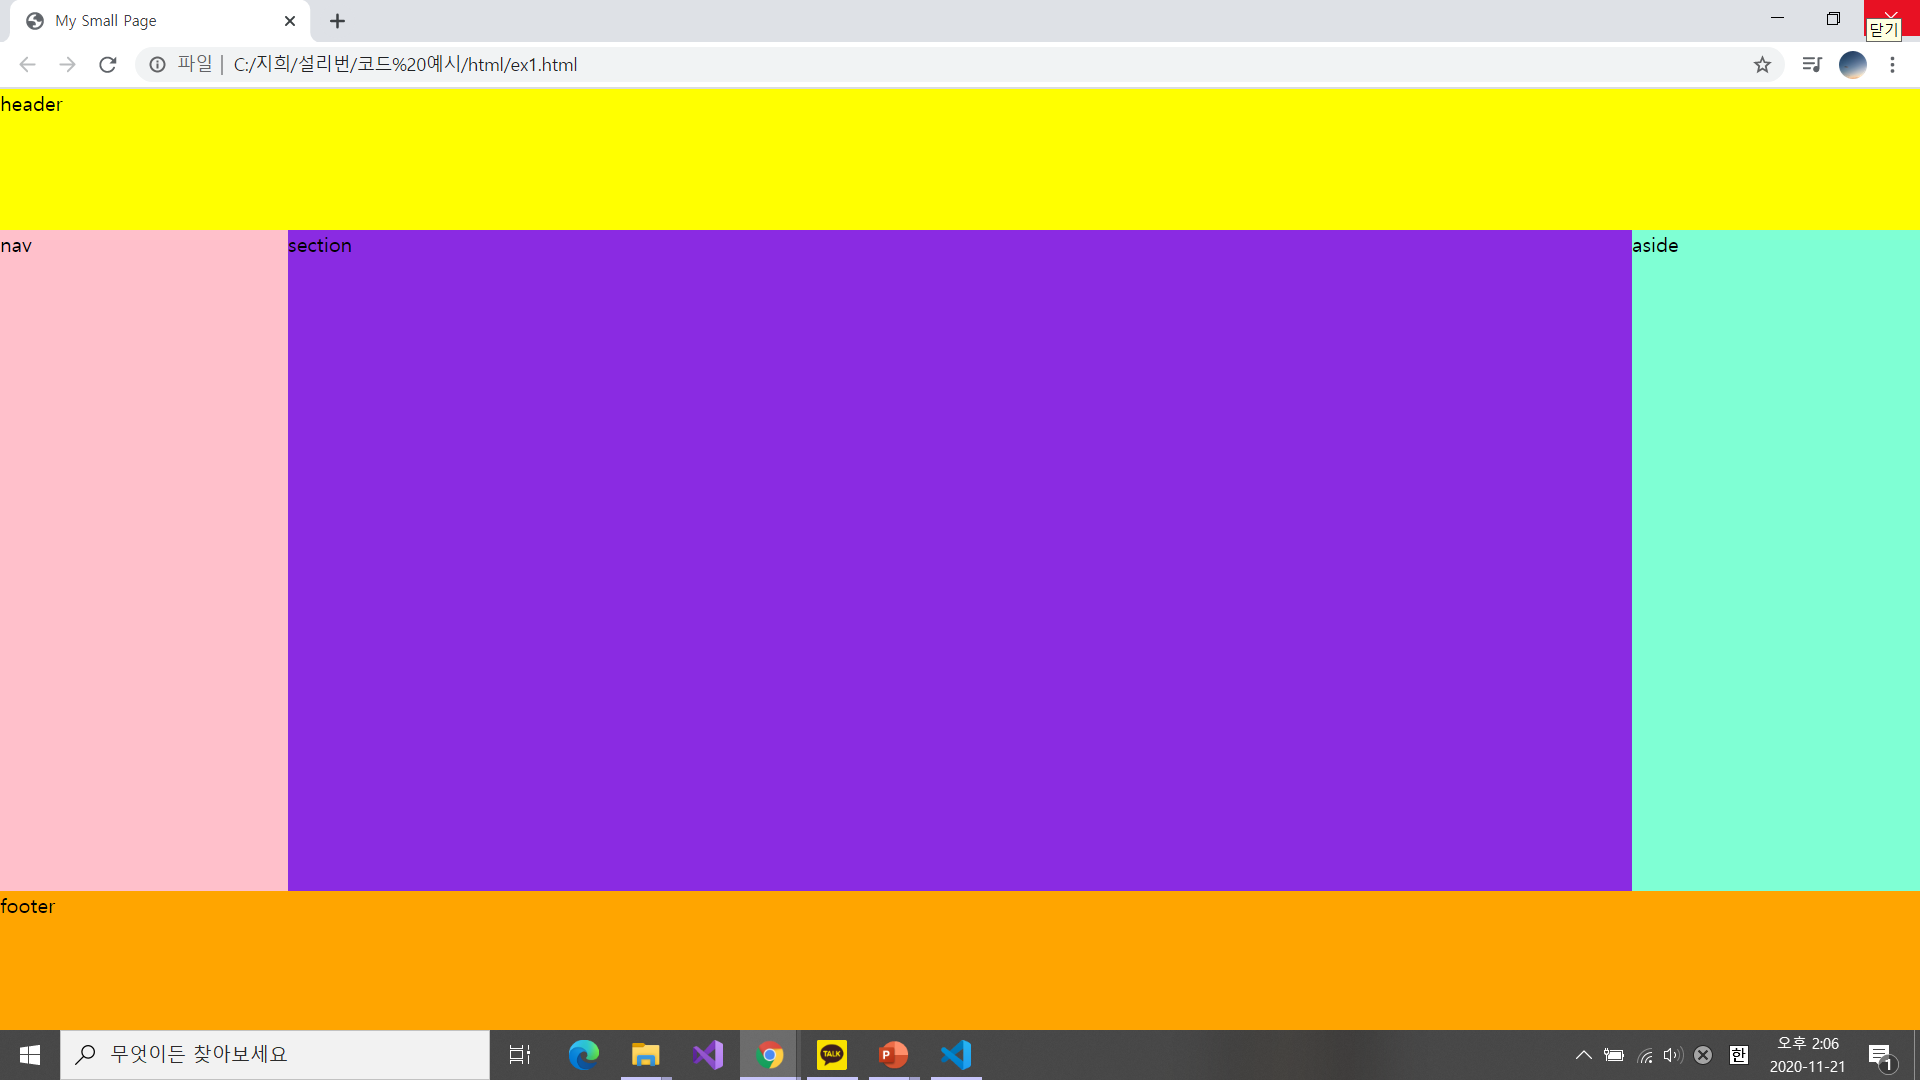 My Small Page
닫기
파일 | C:/지희/설리번/코드%20예시/html/ex1.html
header
nav
section
aside
footer
무엇이든 찾아보세요
TALK
P
한
오후 2:06
2020-11-21
1